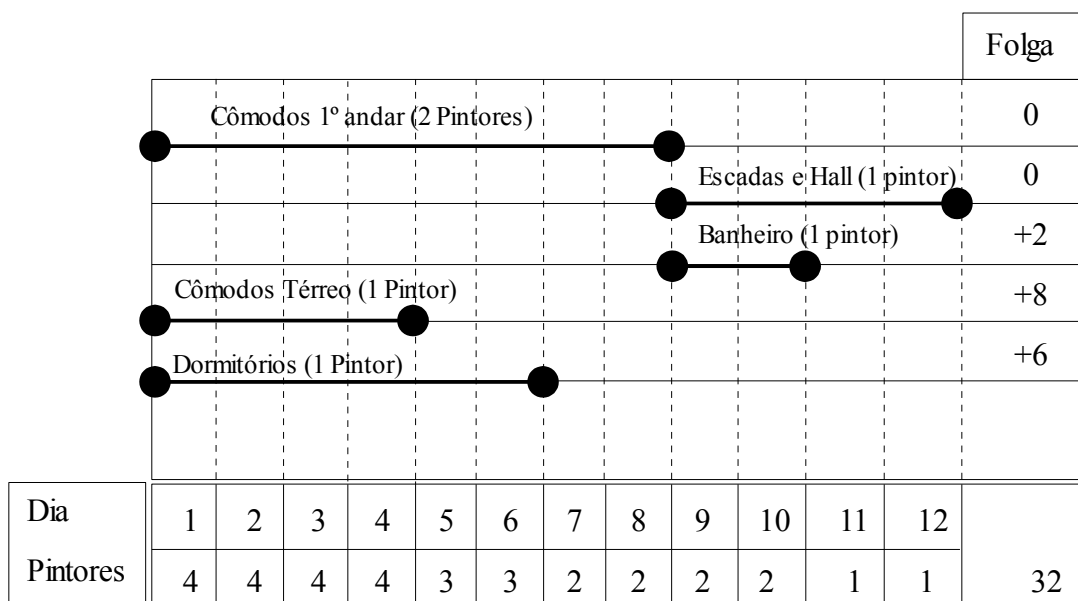 Folga
Cômodos 1º andar (2 Pintores)
0
Escadas e Hall (1 pintor)
0
Banheiro (1 pintor)
+2
Cômodos Térreo (1 Pintor)
+8
Dormitórios (1 Pintor)
+6
Dia 1 2 3 4 5 6 7 8 9 10 11 12
Pintores 4 4 4 4 3 3 2 2 2 2 1 1 32